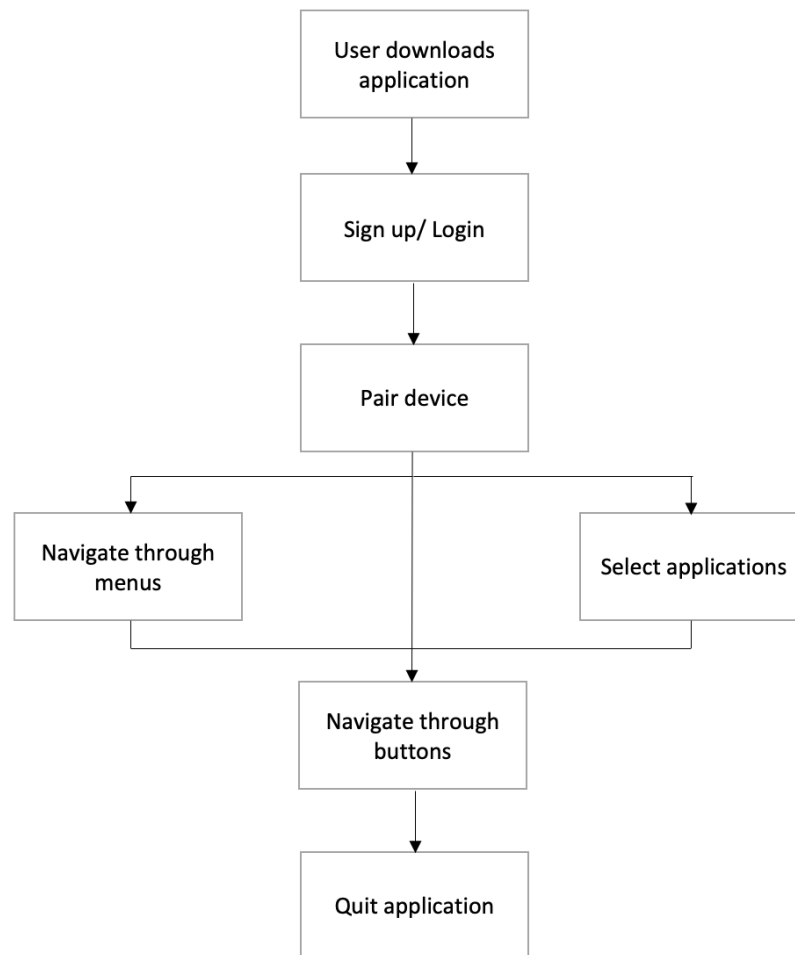 User downloads
application
Sign up/ Login
Pair device
Navigate through
menus
Select applications
Navigate through
buttons
Quit application